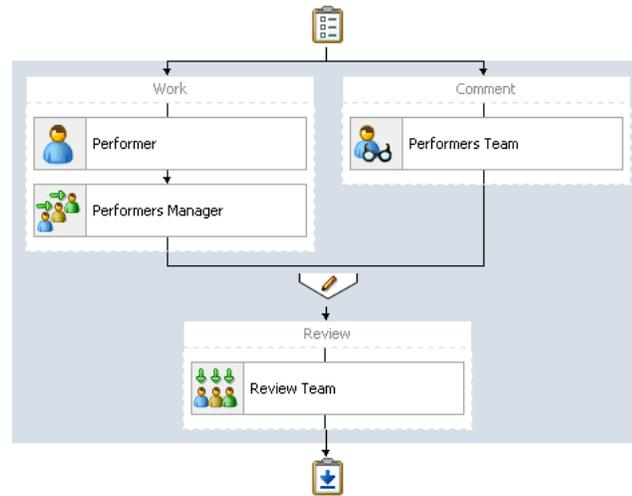 Work
Comment
Performer
Performers Team
Performers Manager
Review
Review Team